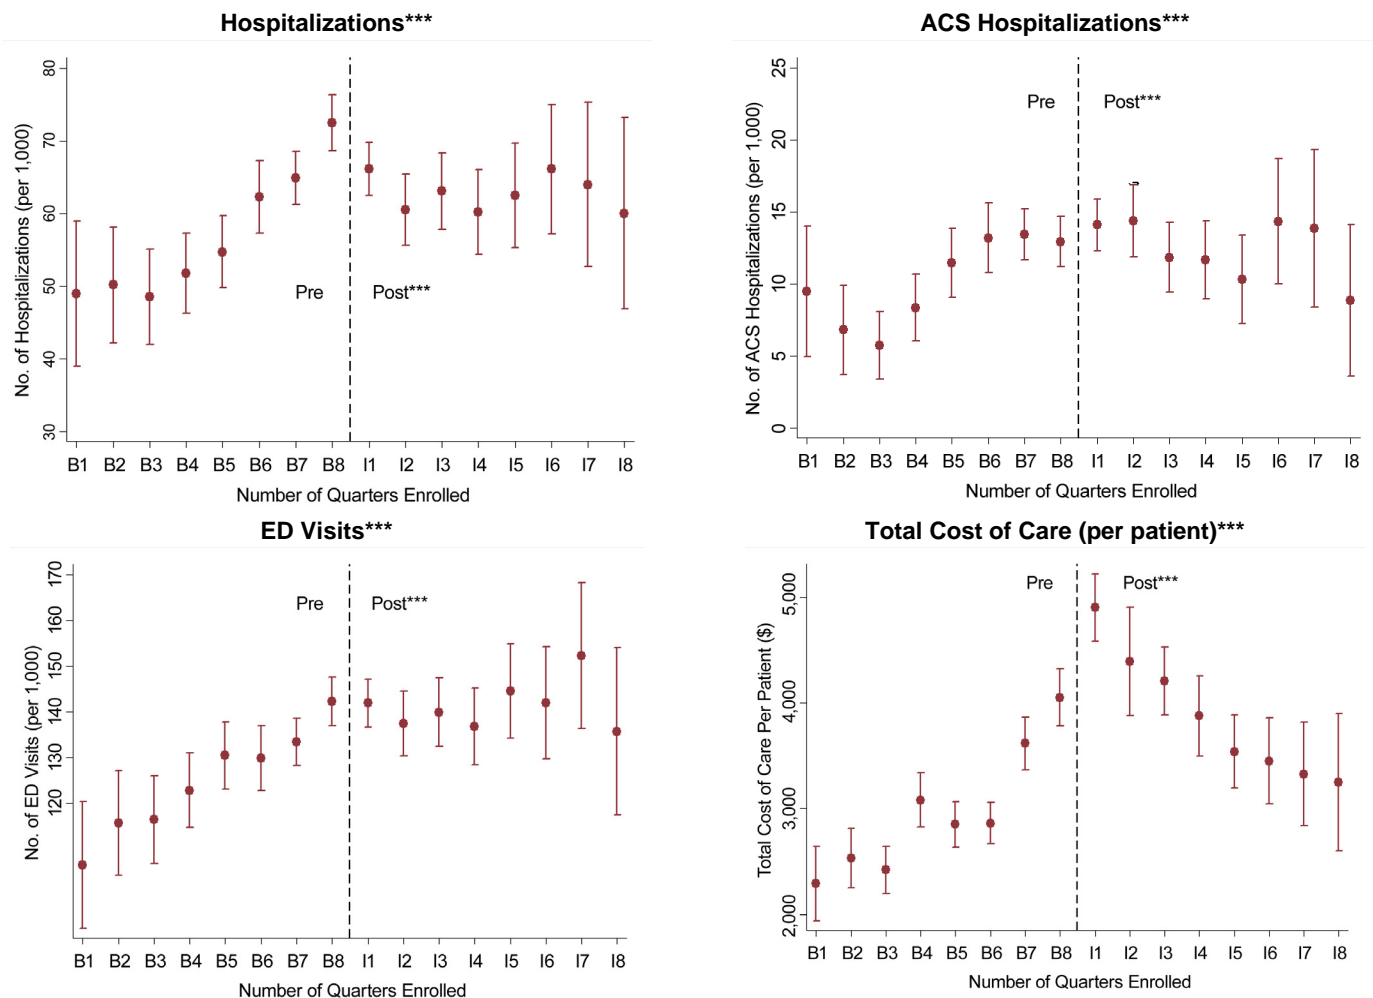 Hospitalizations***
No. of Hospitalizations (per 1,000)
80
70
60
50
40
30
Pre
Post***
B1 B2 B3 B4 B5 B6 B7 B8 I1 I2 I3 I4 I5 I6 I7 I8
Number of Quarters Enrolled
ACS Hospitalizations***
No. of ACS Hospitalizations (per 1,000)
25
20
15
10
5
0
Pre
Post***
B1 B2 B3 B4 B5 B6 B7 B8 I1 I2 I3 I4 I5 I6 I7 I8
Number of Quarters Enrolled
ED Visits***
No. of ED Visits (per 1,000)
170
160
150
140
130
120
Pre
Post***
B1 B2 B3 B4 B5 B6 B7 B8 I1 I2 I3 I4 I5 I6 I7 I8
Number of Quarters Enrolled
Total Cost of Care (per patient)***
Total Cost of Care Per Patient ($)
5,000
4,000
3,000
2,000
Pre
Post***
B1 B2 B3 B4 B5 B6 B7 B8 I1 I2 I3 I4 I5 I6 I7 I8
Number of Quarters Enrolled